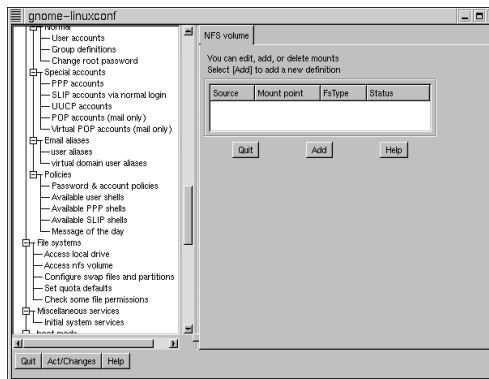 gnome-linuxconf
Normal
User accounts
Group definitions
Change root password
Special accounts
PPP accounts
SLIP accounts via normal login
UUCP accounts
POP accounts (mail only)
Virtual POP accounts (mail only)
Email aliases
user aliases
virtual domain user aliases
Policies
Password & account policies
Available user shells
Available PPP shells
Available SLIP shells
Message of the day
File systems
Access local drive
Access nfs volume
Configure swap files and partitions
Set quota defaults
Check some file permissions
Miscellaneous services
Initial system services
boot mode
Quit Act/Changes Help
NFS volume
You can edit, add, or delete mounts
Select [Add] to add a new definition
Source Mount point FsType Status
Quit Add Help